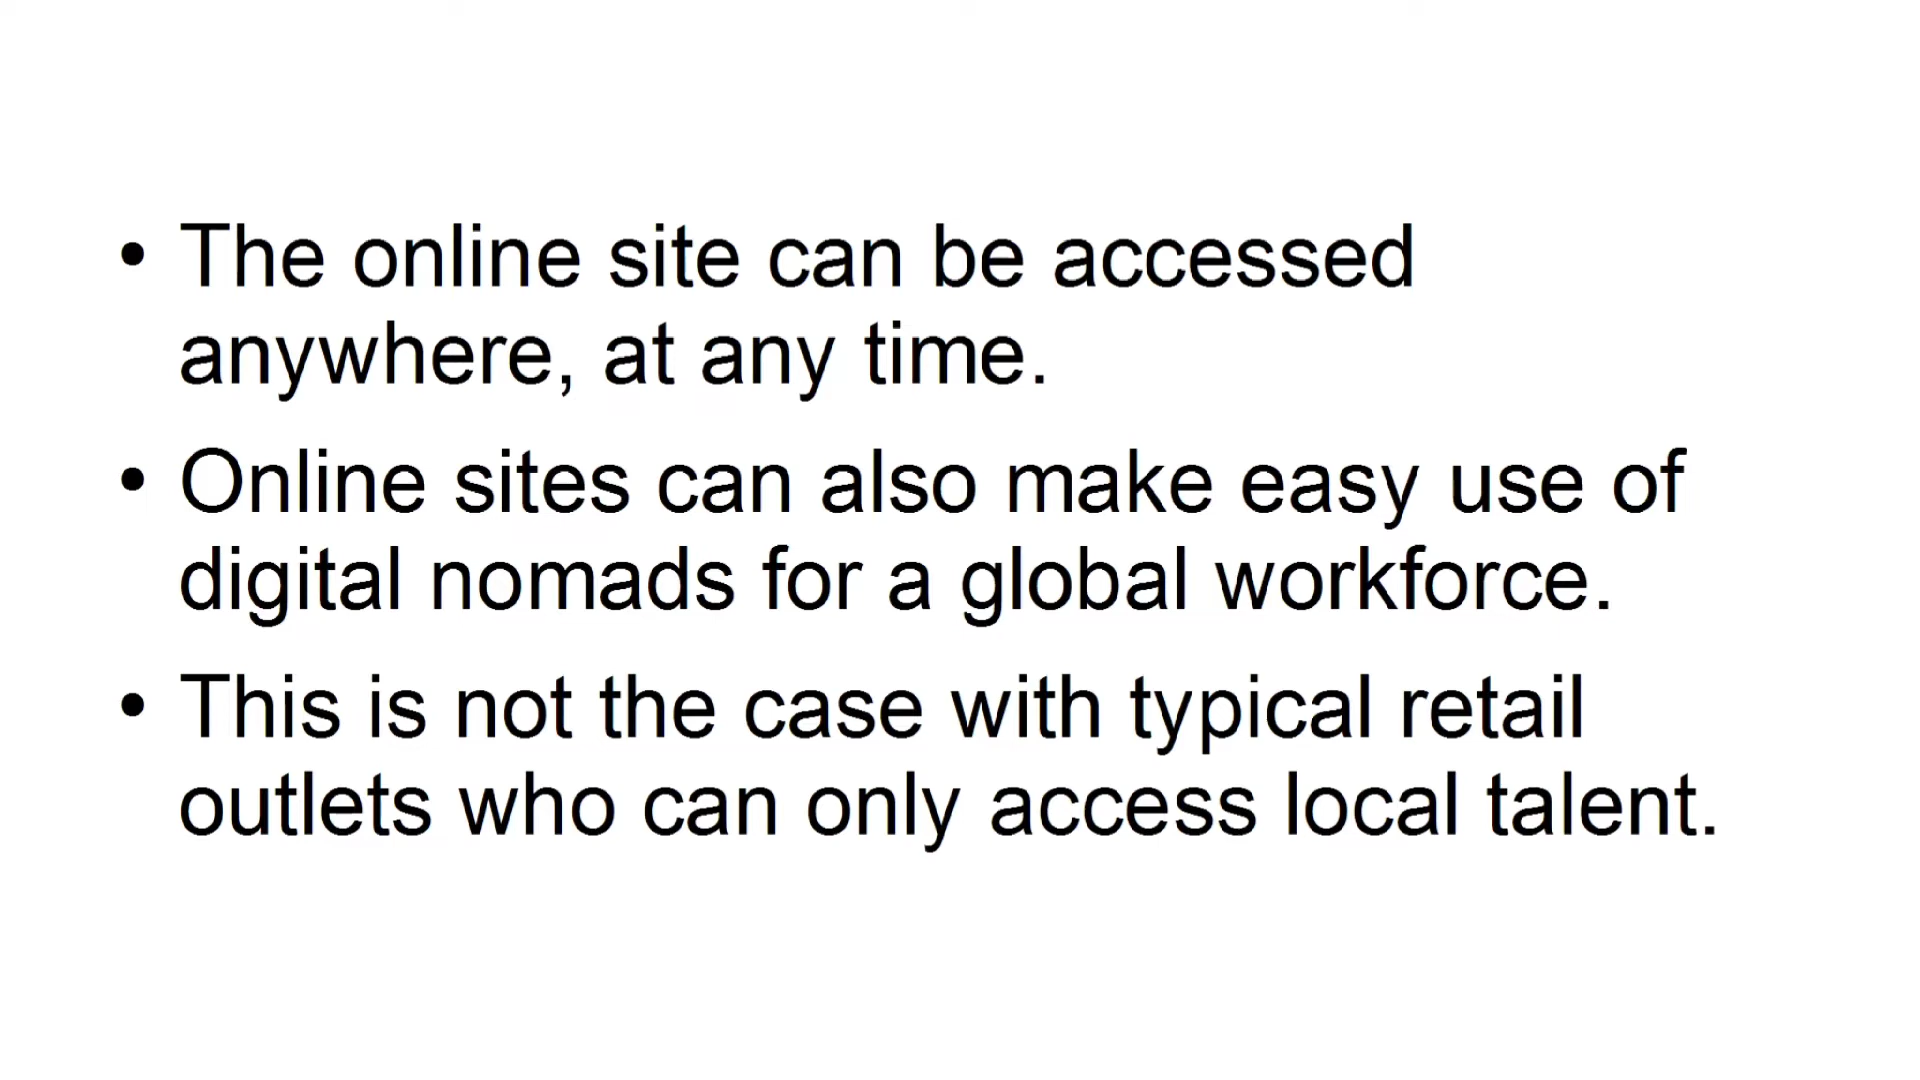 • The online site can be accessed
anywhere, at any time.
• Online sites can also make easy use of
digital nomads for a global workforce.
• This is not the case with typical retail
outlets who can only access local talent.